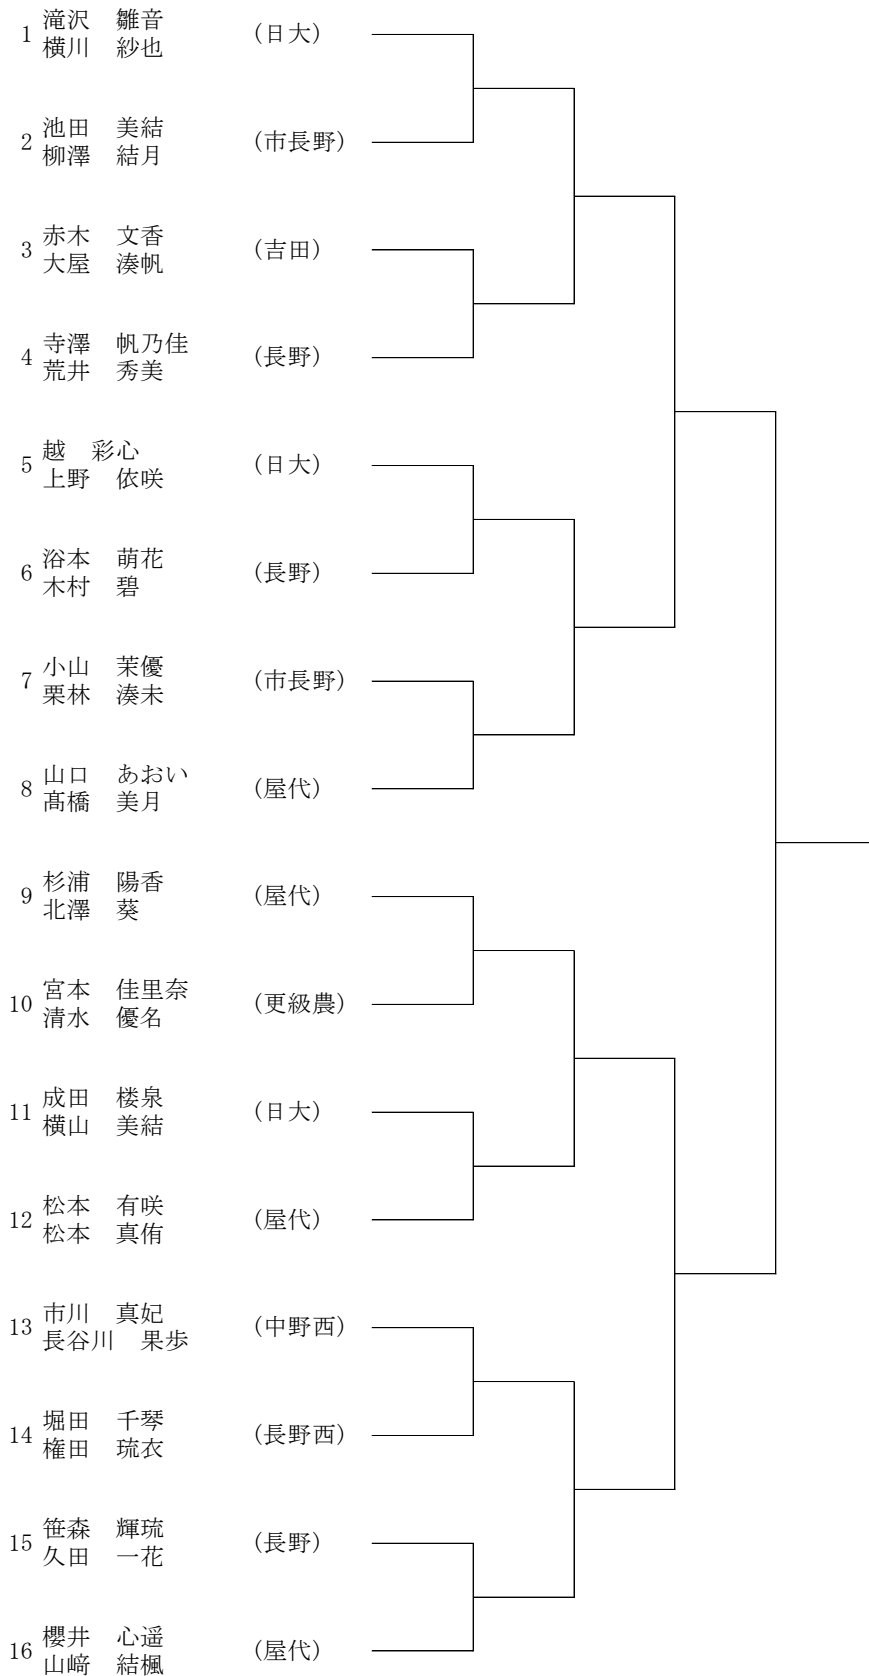 滝沢　雛音
1 (日大)
横川　紗也
池田　美結
2 (市長野)
柳澤　結月
赤木　文香
3 (吉田)
大屋　湊帆
寺澤　帆乃佳
4 (長野)
荒井　秀美
越　彩心
5 (日大)
上野　依咲
浴本　萌花
6 (長野)
木村　碧
小山　茉優
7 (市長野)
栗林　湊未
山口　あおい
8 (屋代)
髙橋　美月
杉浦　陽香
9 (屋代)
北澤　葵
宮本　佳里奈
10 (更級農)
清水　優名
成田　楼泉
11 (日大)
横山　美結
松本　有咲
12 (屋代)
松本　真侑
市川　真妃
13 (中野西)
長谷川　果歩
堀田　千琴
14 (長野西)
権田　琉衣
笹森　輝琉
15 (長野)
久田　一花
櫻井　心遥
16 (屋代)
山﨑　結楓